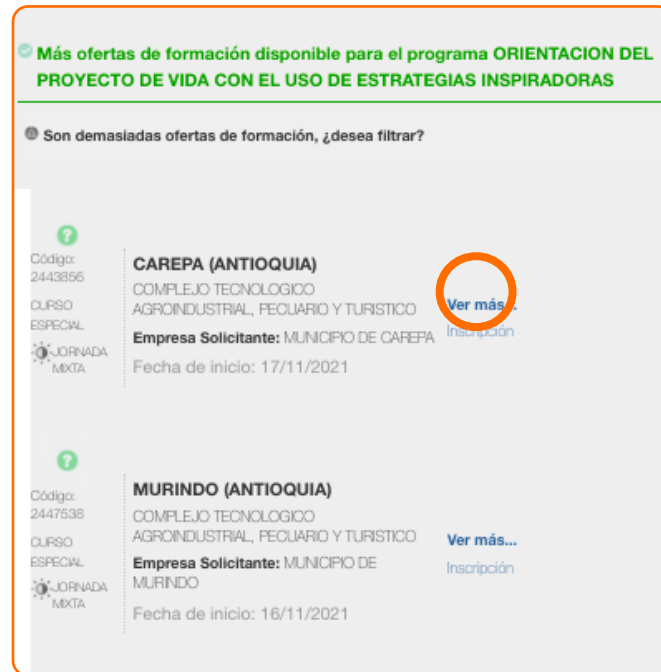 Más ofertas de formación disponible para el programa ORIENTACION DEL
PROYECTO DE VIDA CON EL USO DE ESTRATEGIAS INSPIRADORAS
Son demasiadas ofertas de formación, ¿desea filtrar?
?
Código:
2443856
CURSO
ESPECIAL
JORNADA
MIXTA
CAREPA (ANTIOQUIA)
COMPLEJO TECNOLOGICO
AGROINDUSTRIAL, PECUARIO Y TURISTICO
Empresa Solicitante: MUNICIPIO DE CAREPA
Fecha de inicio: 17/11/2021
Ver más...
Inscripción
?
Código:
2447538
CURSO
ESPECIAL
JORNADA
MIXTA
MURINDO (ANTIOQUIA)
COMPLEJO TECNOLOGICO
AGROINDUSTRIAL, PECUARIO Y TURISTICO
Empresa Solicitante: MUNICIPIO DE
MURINDO
Fecha de inicio: 16/11/2021
Ver más...
Inscripción